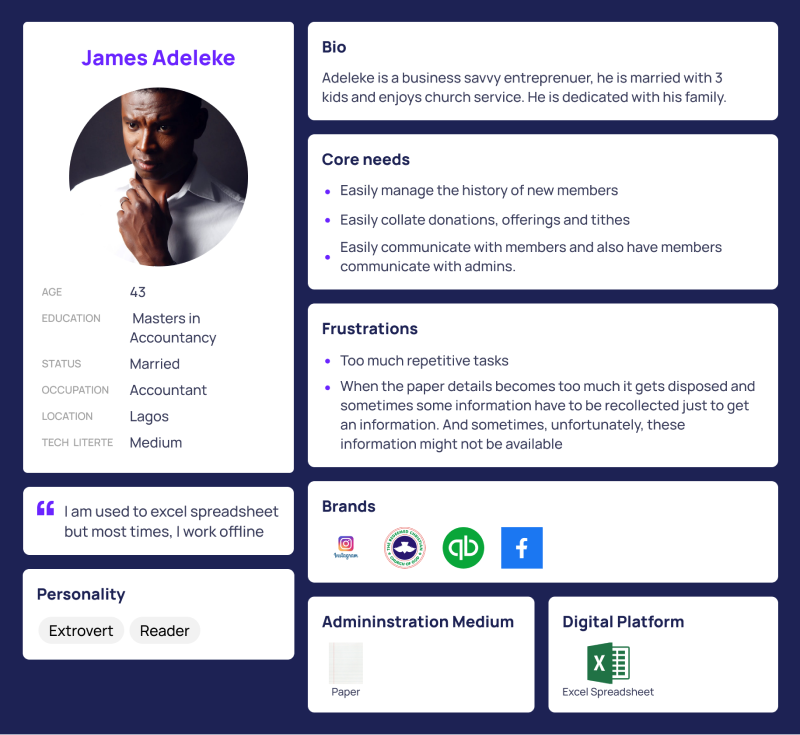 James Adeleke
AGE 43
EDUCATION Masters in
Accountancy
STATUS Married
OCCUPATION Accountant
LOCATION Lagos
TECH LITERTE Medium
I am used to excel spreadsheet
but most times, I work offline
Personality
Extrovert Reader
Bio
Adeleke is a business savvy entreprenuer, he is married with 3
kids and enjoys church service. He is dedicated with his family.
Core needs
Easily manage the history of new members
Easily collate donations, offerings and tithes
Easily communicate with members and also have members
communicate with admins.
Frustrations
Too much repetitive tasks
When the paper details becomes too much it gets disposed and
sometimes some information have to be recollected just to get
an information. And sometimes, unfortunately, these
information might not be available
Brands
Instagram
THE REDEEMED CHRISTIAN
CHURCH OF GOD
qb
f
Admininstration Medium
Paper
Digital Platform
X
Excel Spreadsheet